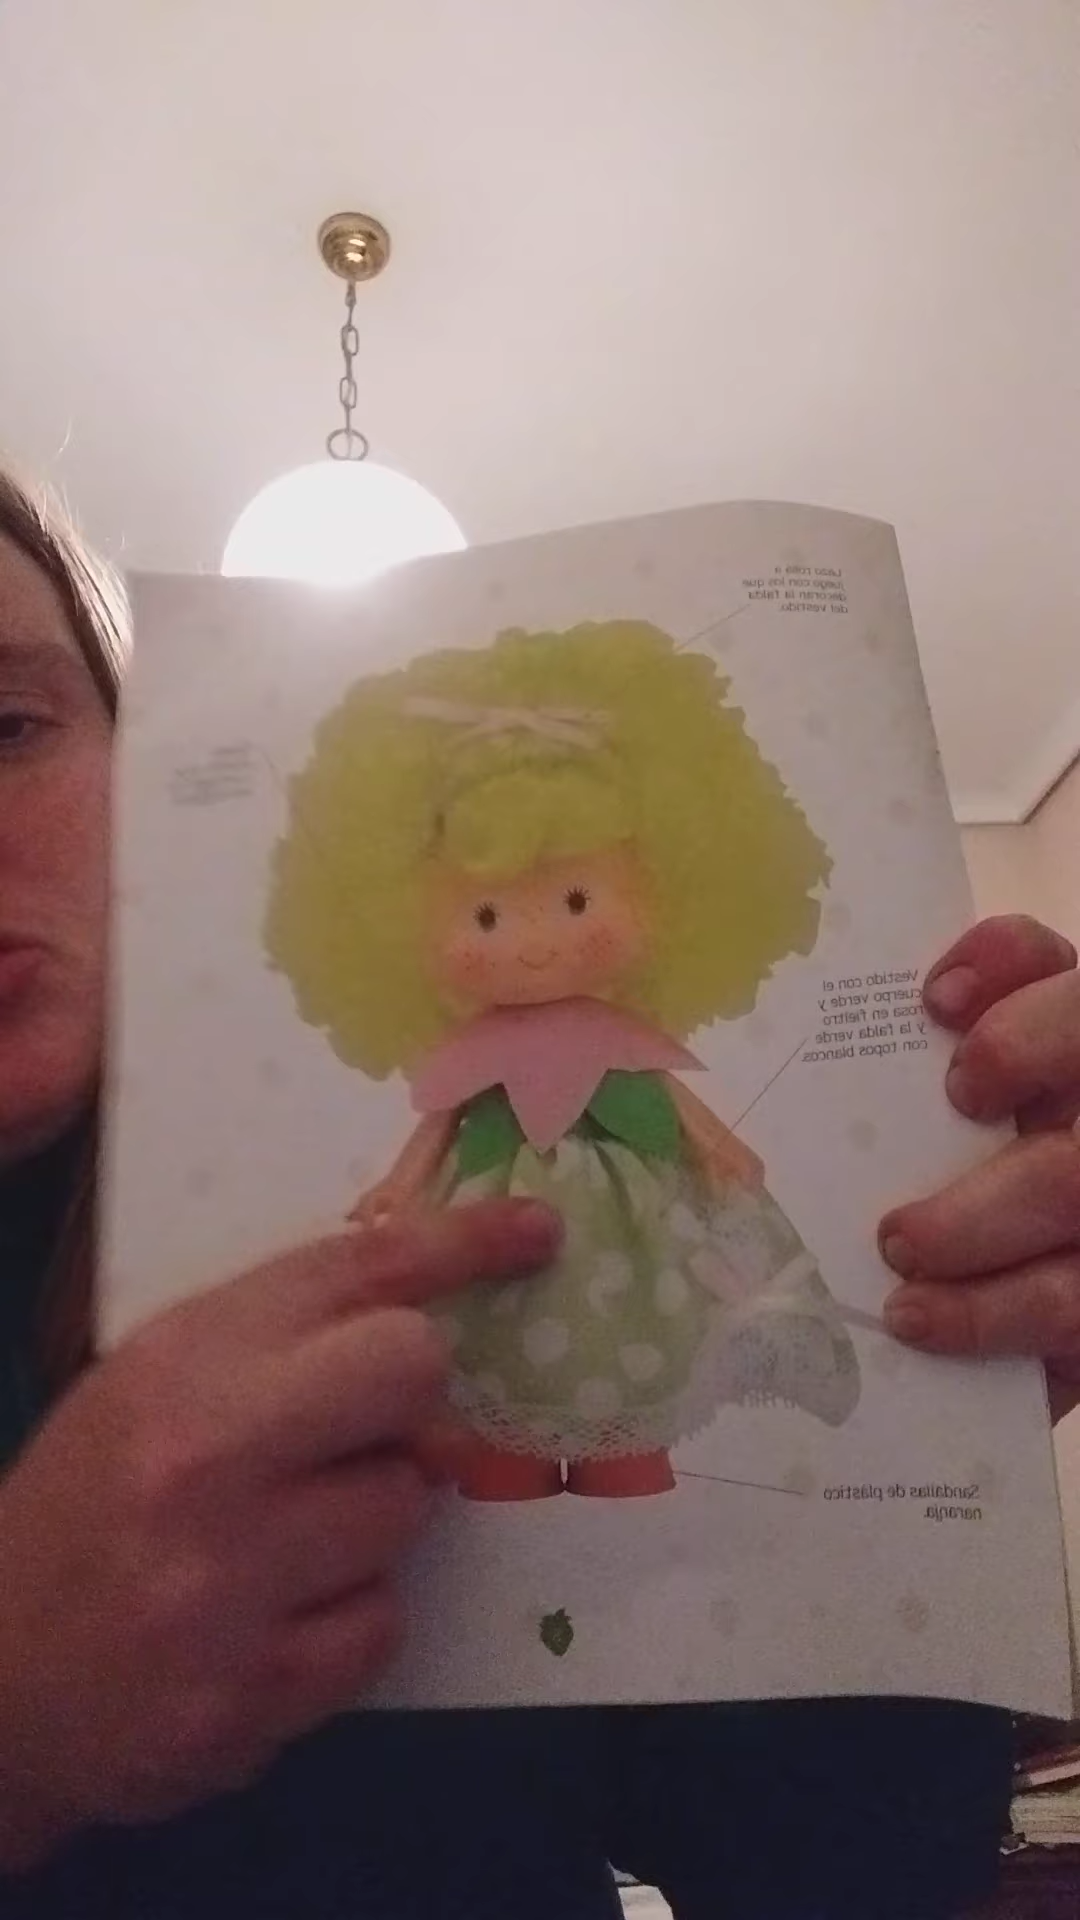 Lazo rosa a
juego con los que
decoran la falda
del vestido.
Vestido con el
cuerpo verde y
rosa en fieltro
y la falda verde
con topos blancos.
Sandalias de plástico
naranja.